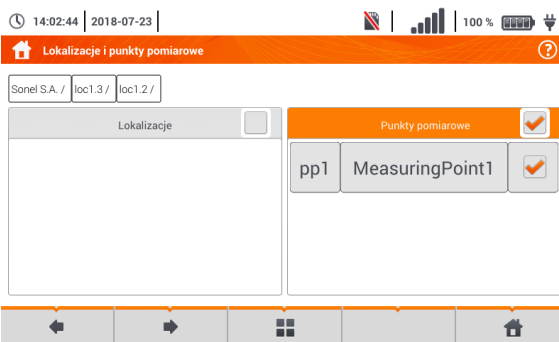 14:02:44 2018-07-23 100 %
Lokalizacje i punkty pomiarowe ?
Sonel S.A. / loc1.3 / loc1.2 /
Lokalizacje Punkty pomiarowe
pp1 MeasuringPoint1